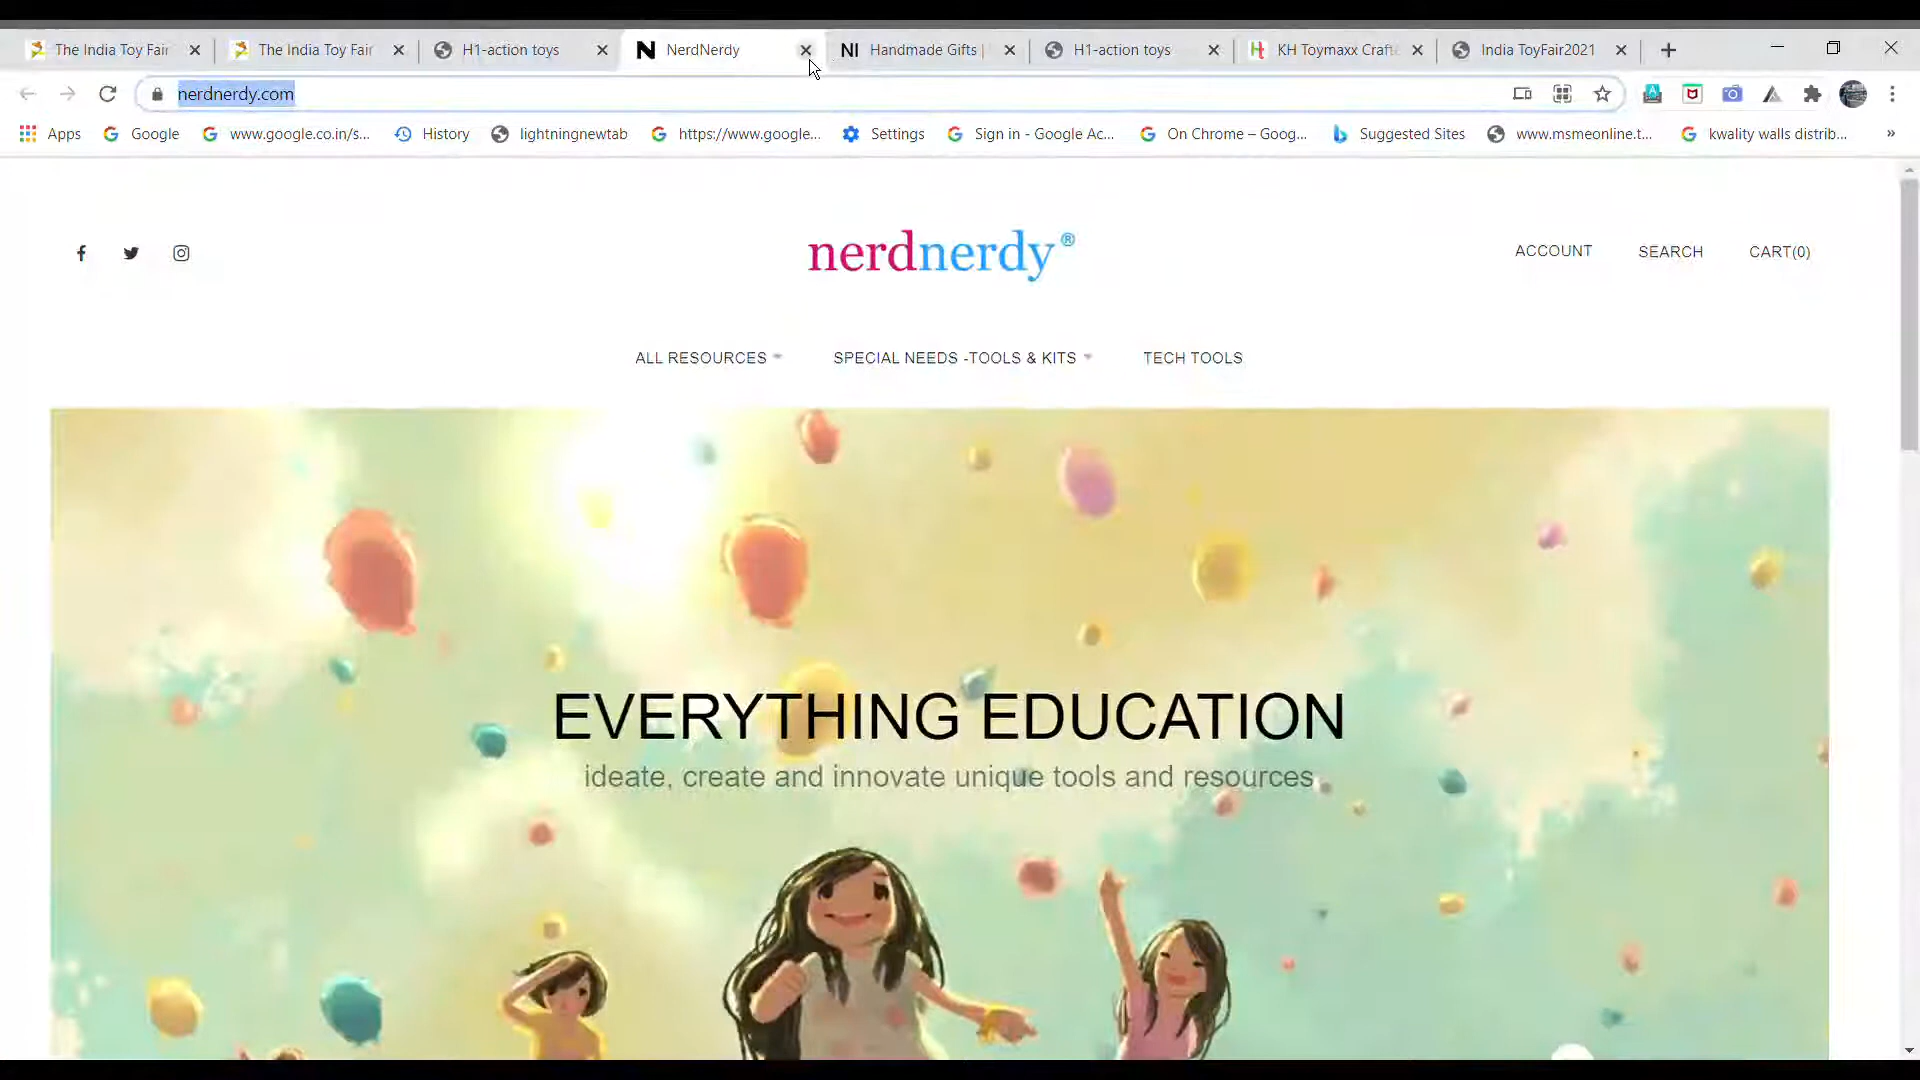 The India Toy Fair
The India Toy Fair
H1-action toys
NerdNerdy
Handmade Gifts |
H1-action toys
KH Toymaxx Craft
India ToyFair2021
nerdnerdy.com
Apps
Google
www.google.co.in/s...
History
lightningnewtab
https://www.google...
Settings
Sign in - Google Ac...
On Chrome – Goog...
Suggested Sites
www.msmeonline.t...
kwality walls distrib...
nerdnerdy®
ACCOUNT
SEARCH
CART(0)
ALL RESOURCES
SPECIAL NEEDS -TOOLS & KITS
TECH TOOLS
EVERYTHING EDUCATION
ideate, create and innovate unique tools and resources